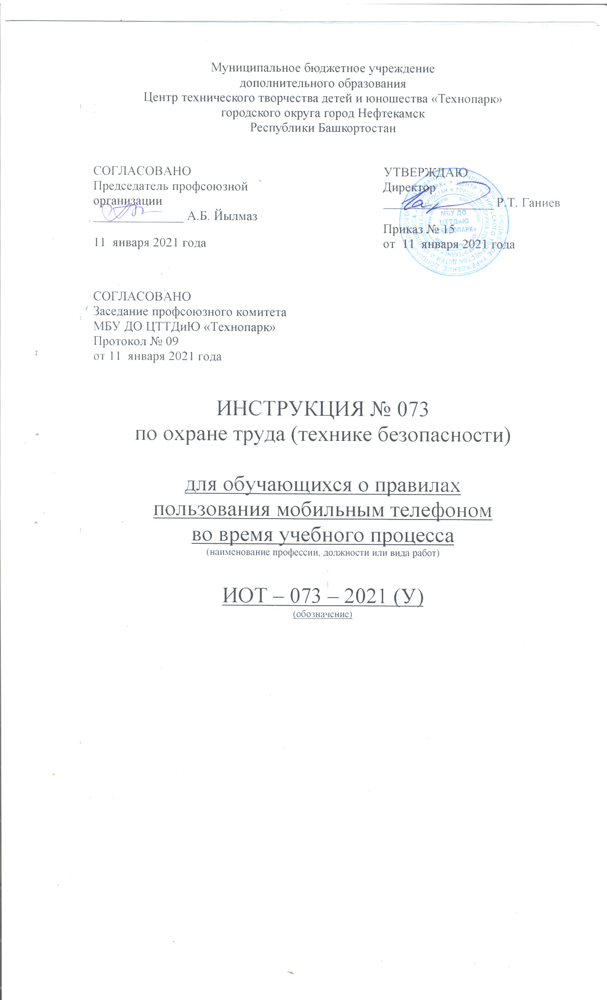 Муниципальное бюджетное учреждение
дополнительного образования
Центр технического творчества детей и юношества «Технопарк»
городского округа город Нефтекамск
Республики Башкортостан
СОГЛАСОВАНО
Председатель профсоюзной
организации
А.Б. Йылмаз
11 января 2021 года
УТВЕРЖДАЮ
Директор
Р.Т. Ганиев
Приказ № 15
от 11 января 2021 года
МБУ ДО
ЦТТДиЮ
«ТЕХНОПАРК»
СОГЛАСОВАНО
Заседание профсоюзного комитета
МБУ ДО ЦТТДиЮ «Технопарк»
Протокол № 09
от 11 января 2021 года
ИНСТРУКЦИЯ № 073
по охране труда (технике безопасности)
для обучающихся о правилах
пользования мобильным телефоном
во время учебного процесса
(наименование профессии, должности или вида работ)
ИОТ – 073 – 2021 (У)
(обозначение)